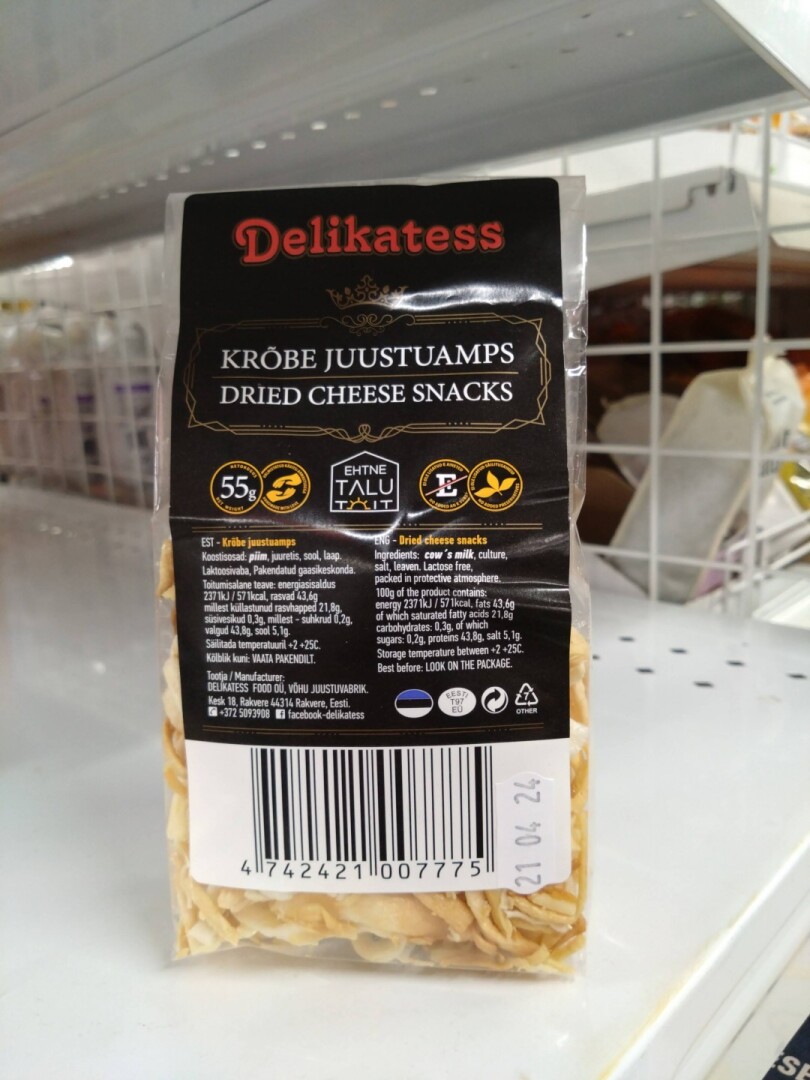 Delikatess
KRÕBE JUUSTUAMPS
DRIED CHEESE SNACKS
55g
EHTNE
TALU
TOIT
E
EST - Krõbe juustuamps
Koostisosad: piim, juuretis, sool, laap.
Laktoosivaba, Pakendatud gaasikeskonda.
Toitumisalane teave: energiasisaldus
2371kJ / 571kcal, rasvad 43,6g
millest küllastunud rasvhapped 21,8g,
süsivesikud 0,3g, millest - suhkrud 0,2g,
valgud 43,8g, sool 5,1g.
Säilitada temperatuuril +2 +25C.
Kõlblik kuni: VAATA PAKENDILT.
Tootja / Manufacturer:
DELIKATESS FOOD OÜ, VÕHU JUUSTUVABRIK.
Kesk 18, Rakvere 44314 Rakvere, Eesti.
+372 5093908 facebook-delikatess
ENG - Dried cheese snacks
Ingredients: cow´s milk, culture,
salt, leaven. Lactose free,
packed in protective atmosphere.
100g of the product contains:
energy 2371kJ / 571kcal, fats 43,6g
of which saturated fatty acids 21,8g
carbohydrates: 0,3g, of which
sugars: 0,2g, proteins 43,8g, salt 5,1g.
Storage temperature between +2 +25C.
Best before: LOOK ON THE PACKAGE.
EESTI
T97
EÜ
7
OTHER
4 742421 007775
21 04 24